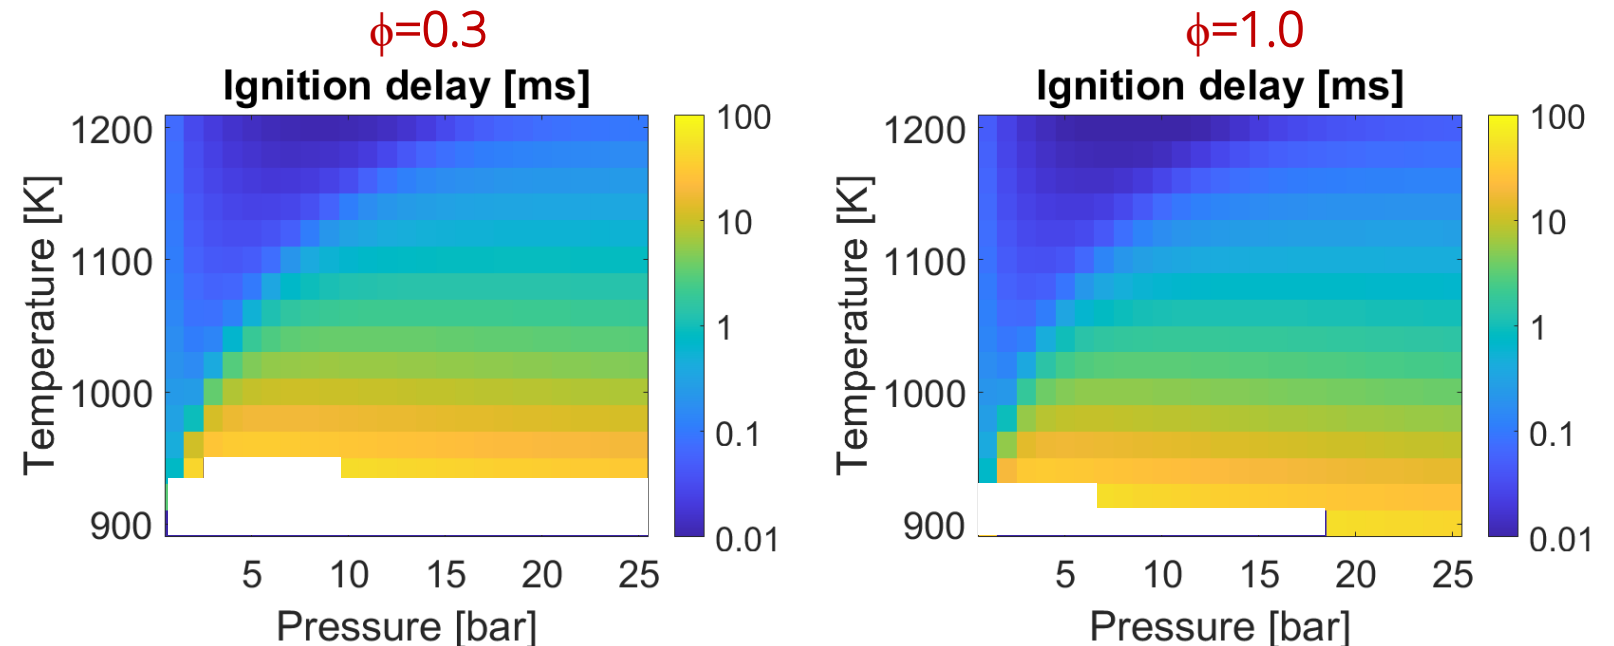 ϕ=0.3
Ignition delay [ms]
Temperature [K]
1200
1100
1000
900
5 10 15 20 25
Pressure [bar]
100
10
1
0.1
0.01
ϕ=1.0
Ignition delay [ms]
Temperature [K]
1200
1100
1000
900
5 10 15 20 25
Pressure [bar]
100
10
1
0.1
0.01